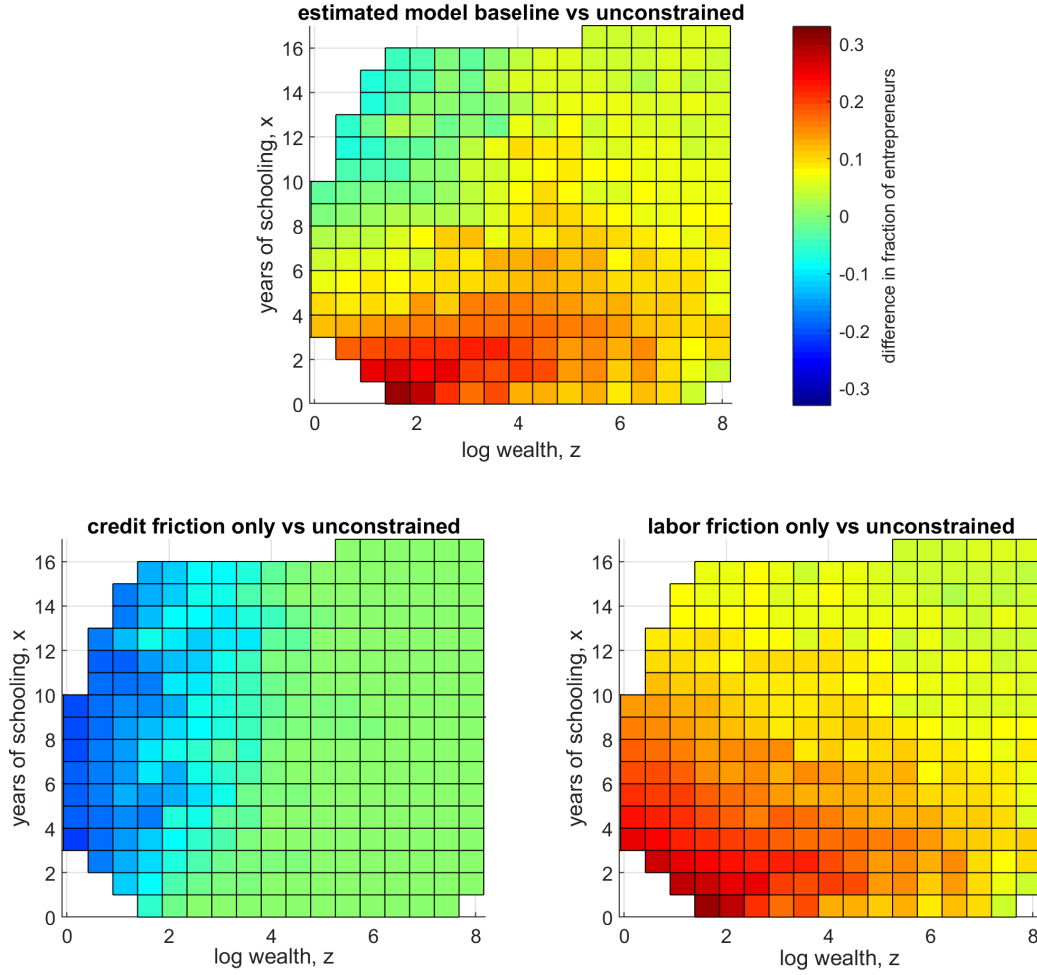 estimated model baseline vs unconstrained
16
14
12
10
8
6
4
2
0
years of schooling, x
0 2 4 6 8
log wealth, z
0.3
0.2
0.1
0
-0.1
-0.2
-0.3
difference in fraction of entrepreneurs
credit friction only vs unconstrained
16
14
12
10
8
6
4
2
0
years of schooling, x
0 2 4 6 8
log wealth, z
labor friction only vs unconstrained
16
14
12
10
8
6
4
2
0
years of schooling, x
0 2 4 6 8
log wealth, z